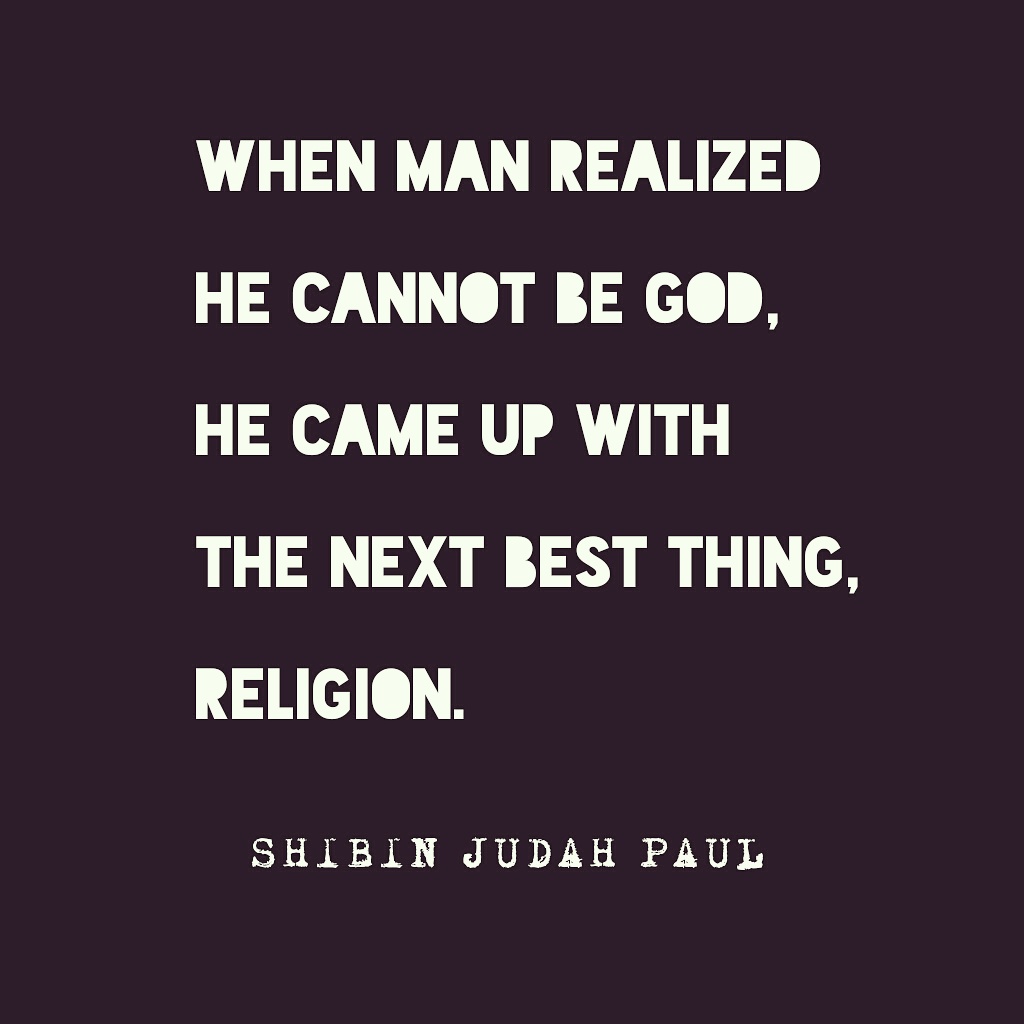 WHEN MAN REALIZED
HE CANNOT BE GOD,
HE CAME UP WITH
THE NEXT BEST THING,
RELIGION.
SHIBIN JUDAH PAUL